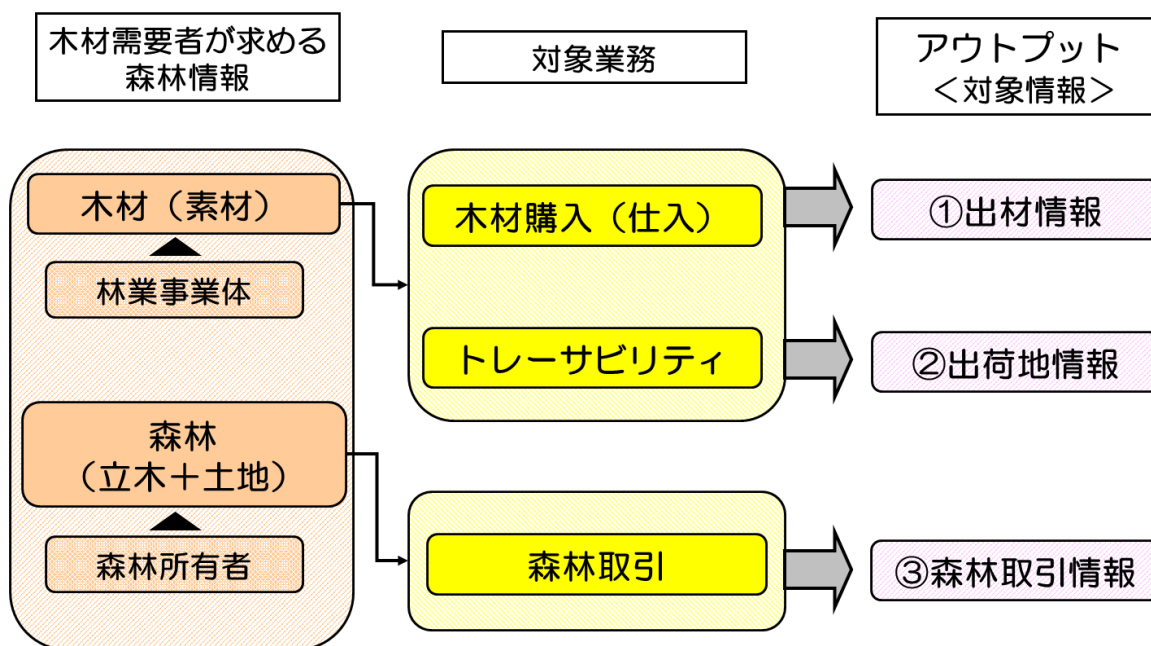 木材需要者が求める
森林情報
対象業務
アウトプット
＜対象情報＞
木材（素材）
林業事業体
森林
（立木＋土地）
森林所有者
木材購入（仕入）
トレーサビリティ
森林取引
①出材情報
②出荷地情報
③森林取引情報